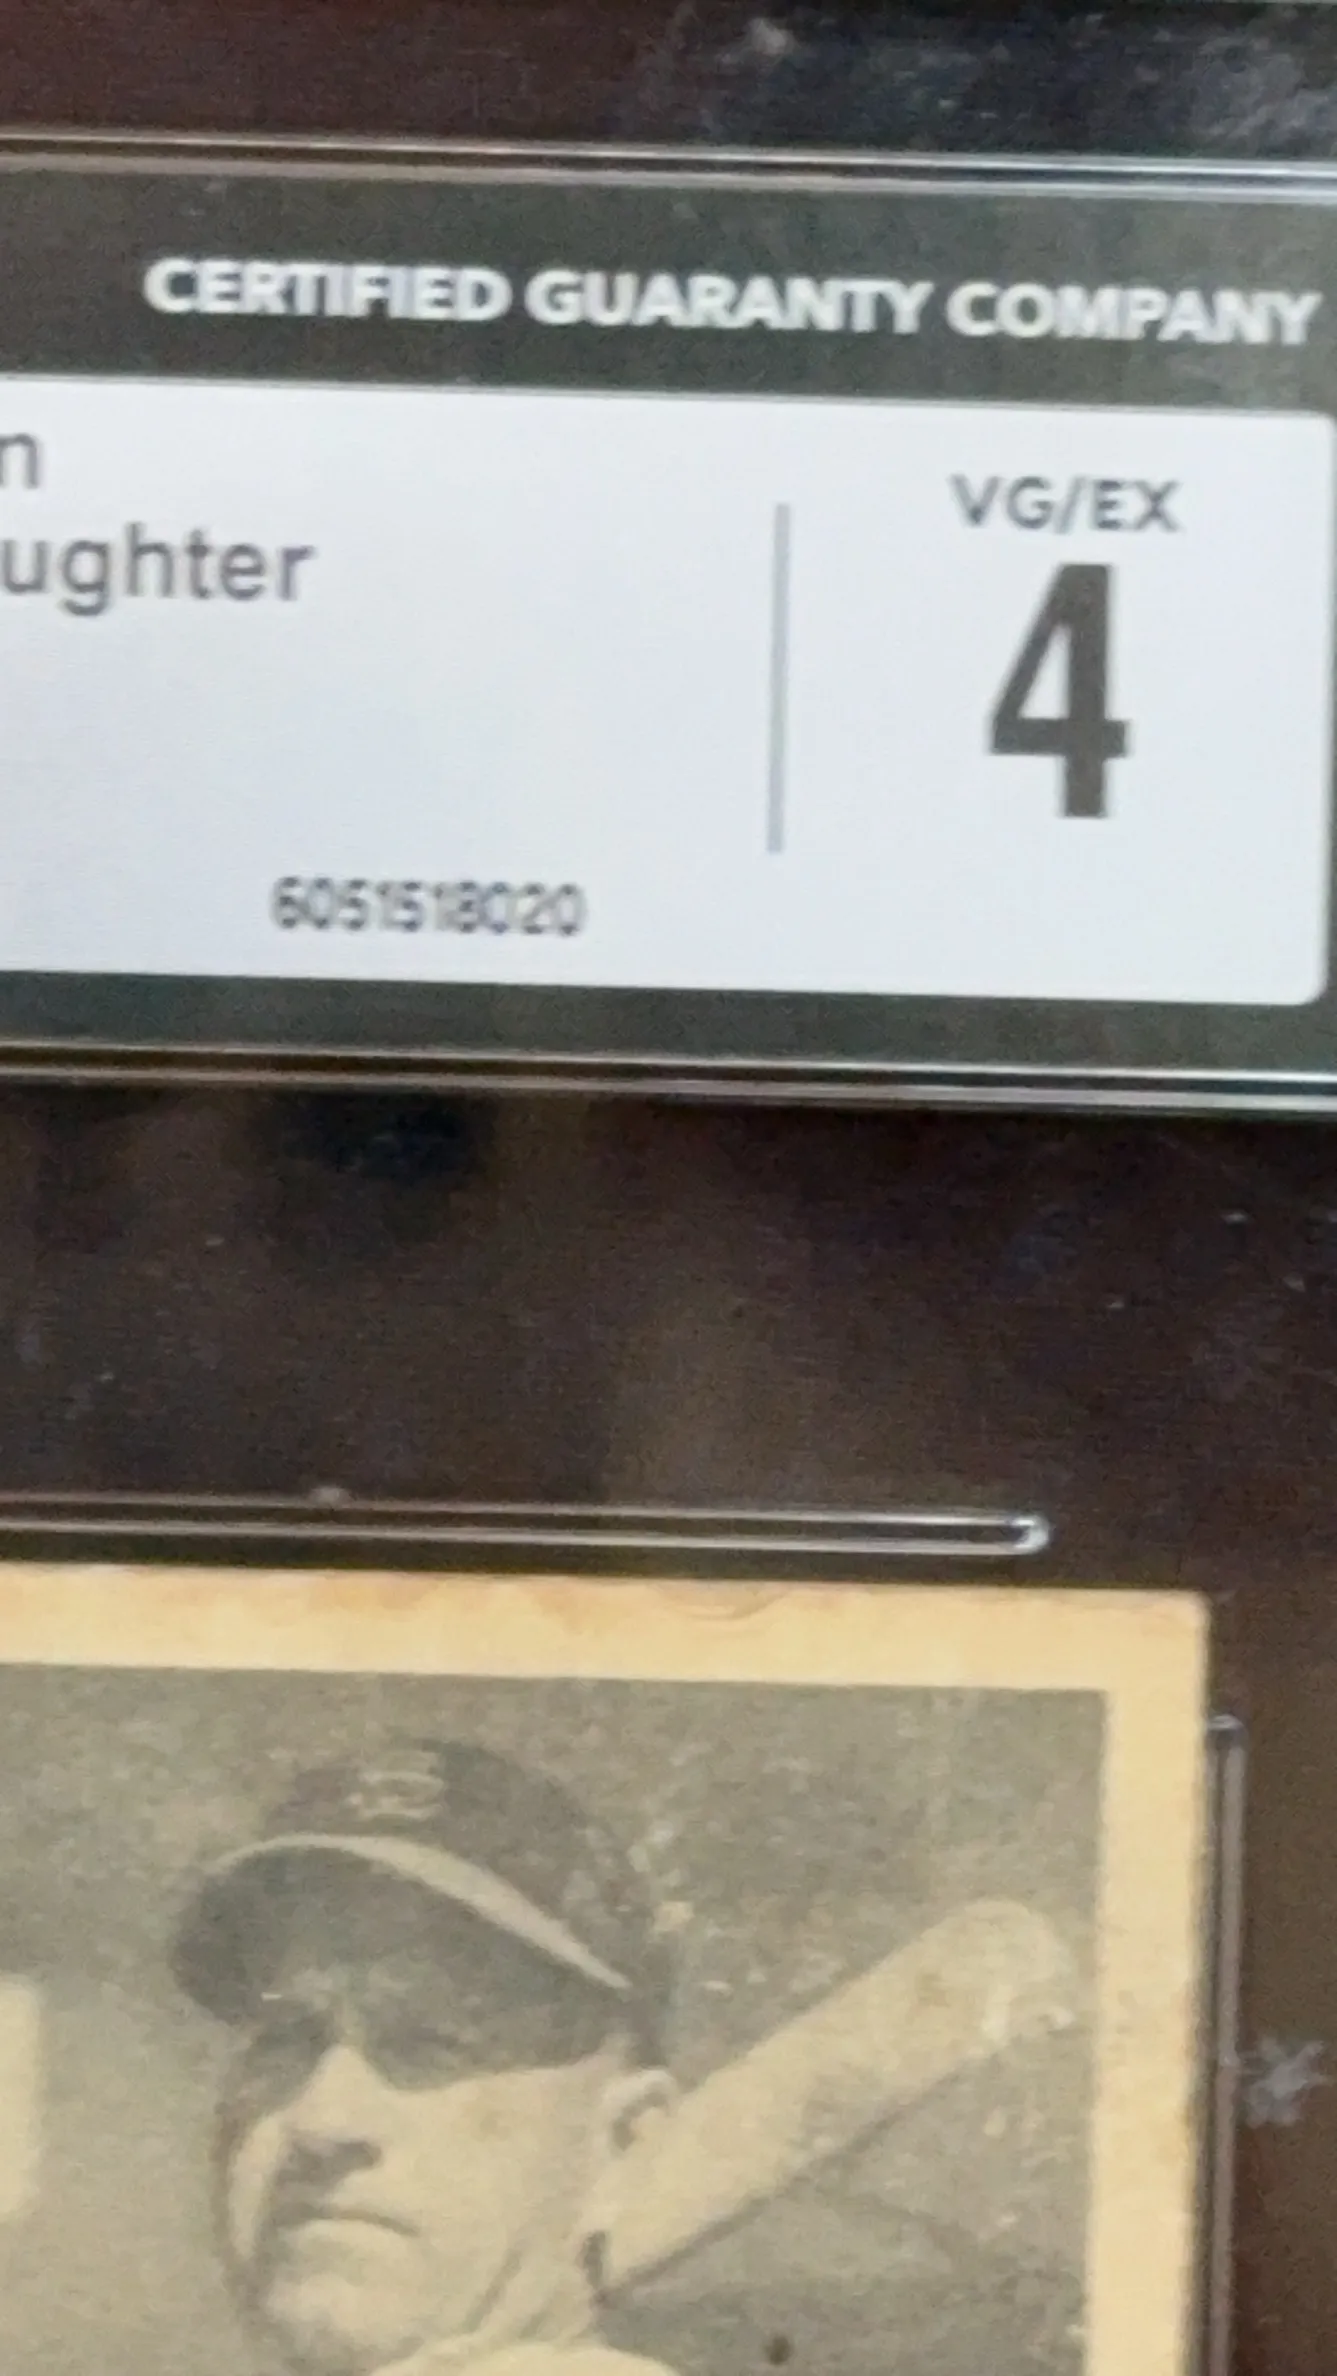 CERTIFIED GUARANTY COMPANY
n
ughter
VG/EX
4
6051518020